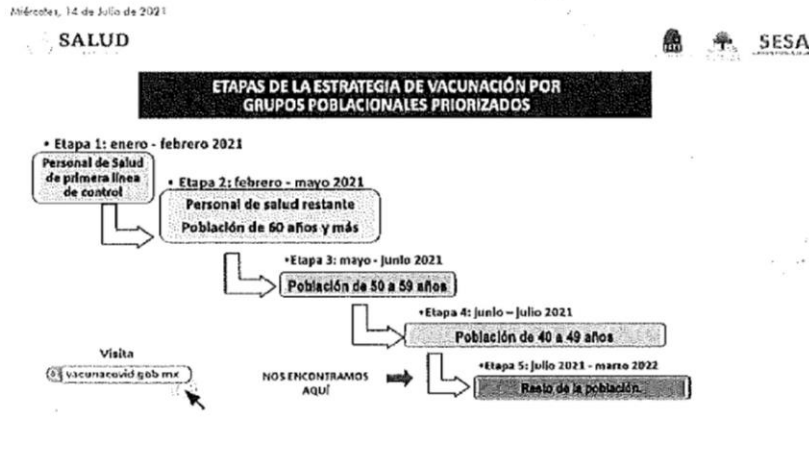 Miércoles, 14 de Julio de 2021
SALUD
SESA
ETAPAS DE LA ESTRATEGIA DE VACUNACIÓN POR
GRUPOS POBLACIONALES PRIORIZADOS
• Etapa 1: enero - febrero 2021
Personal de Salud
de primera línea
de control
• Etapa 2: febrero - mayo 2021
Personal de salud restante
Población de 60 años y más
•Etapa 3: mayo - junio 2021
Población de 50 a 59 años
•Etapa 4: junio – julio 2021
Población de 40 a 49 años
•Etapa 5: julio 2021 - marzo 2022
Resto de la población.
NOS ENCONTRAMOS
AQUÍ
Visita
vacunacovid.gob.mx